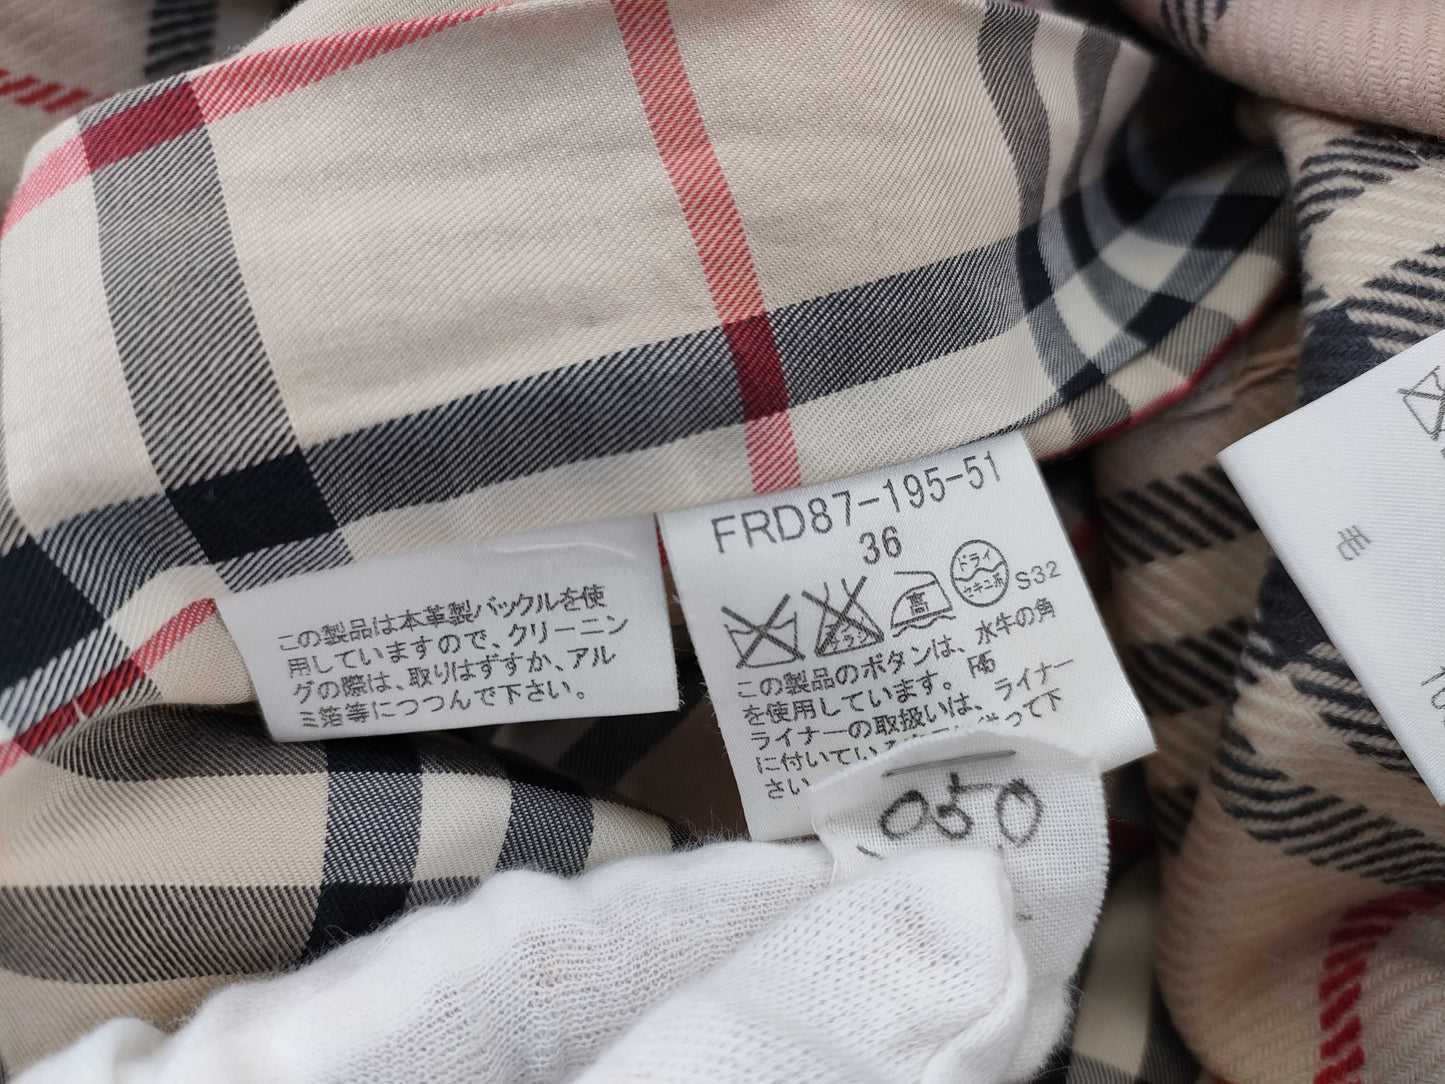 この製品は本革製バックルを使
用していますので、クリーニン
グの際は、取りはずすか、アル
ミ箔等につつんで下さい。
FRD87-195-51
36
高
ドライ
セキユ系
S32
この製品のボタンは、水牛の角
を使用しています。
ライナーの取扱いは、ライナー
に付いている
さい
050
毛